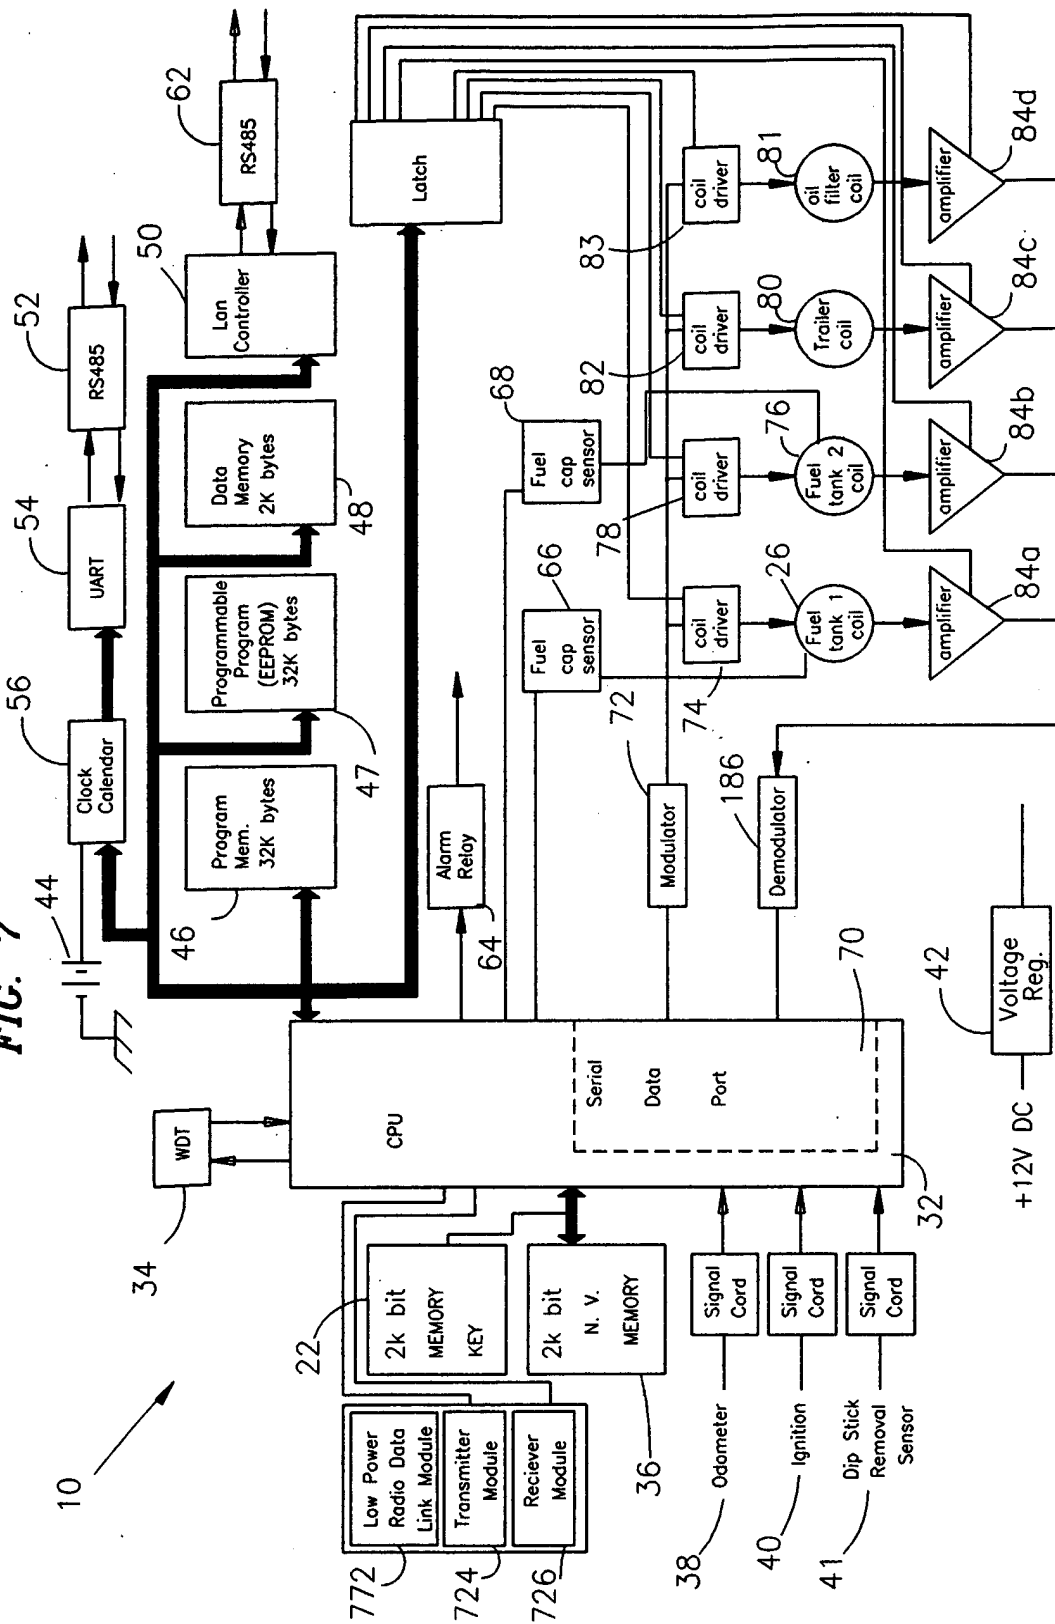 FIG. 7
10
34
WDT
44
56
Clock
Calendar
54
UART
52
RS485
62
RS485
50
Lan
Controller
46
Program
Mem.
32K bytes
47
Programmable
Program
(EEPROM)
32K bytes
48
Data
Memory
2K bytes
Latch
772
Low Power
Radio Data
Link Module
724
Transmitter
Module
726
Reciever
Module
22
2k bit
MEMORY
KEY
36
2k bit
N. V.
MEMORY
CPU
Serial
Data
Port
70
32
64
Alarm
Relay
66
Fuel
cap
sensor
68
Fuel
cap
sensor
72
Modulator
186
Demodulator
74
coil
driver
78
coil
driver
82
coil
driver
83
coil
driver
26
Fuel
tank 1
coil
76
Fuel
tank 2
coil
80
Trailer
coil
81
oil
filter
coil
amplifier
84a
amplifier
84b
amplifier
84c
amplifier
84d
38
Odometer
Signal
Cord
40
Ignition
Signal
Cord
41
Dip Stick
Removal
Sensor
Signal
Cord
+12V DC
42
Voltage
Reg.